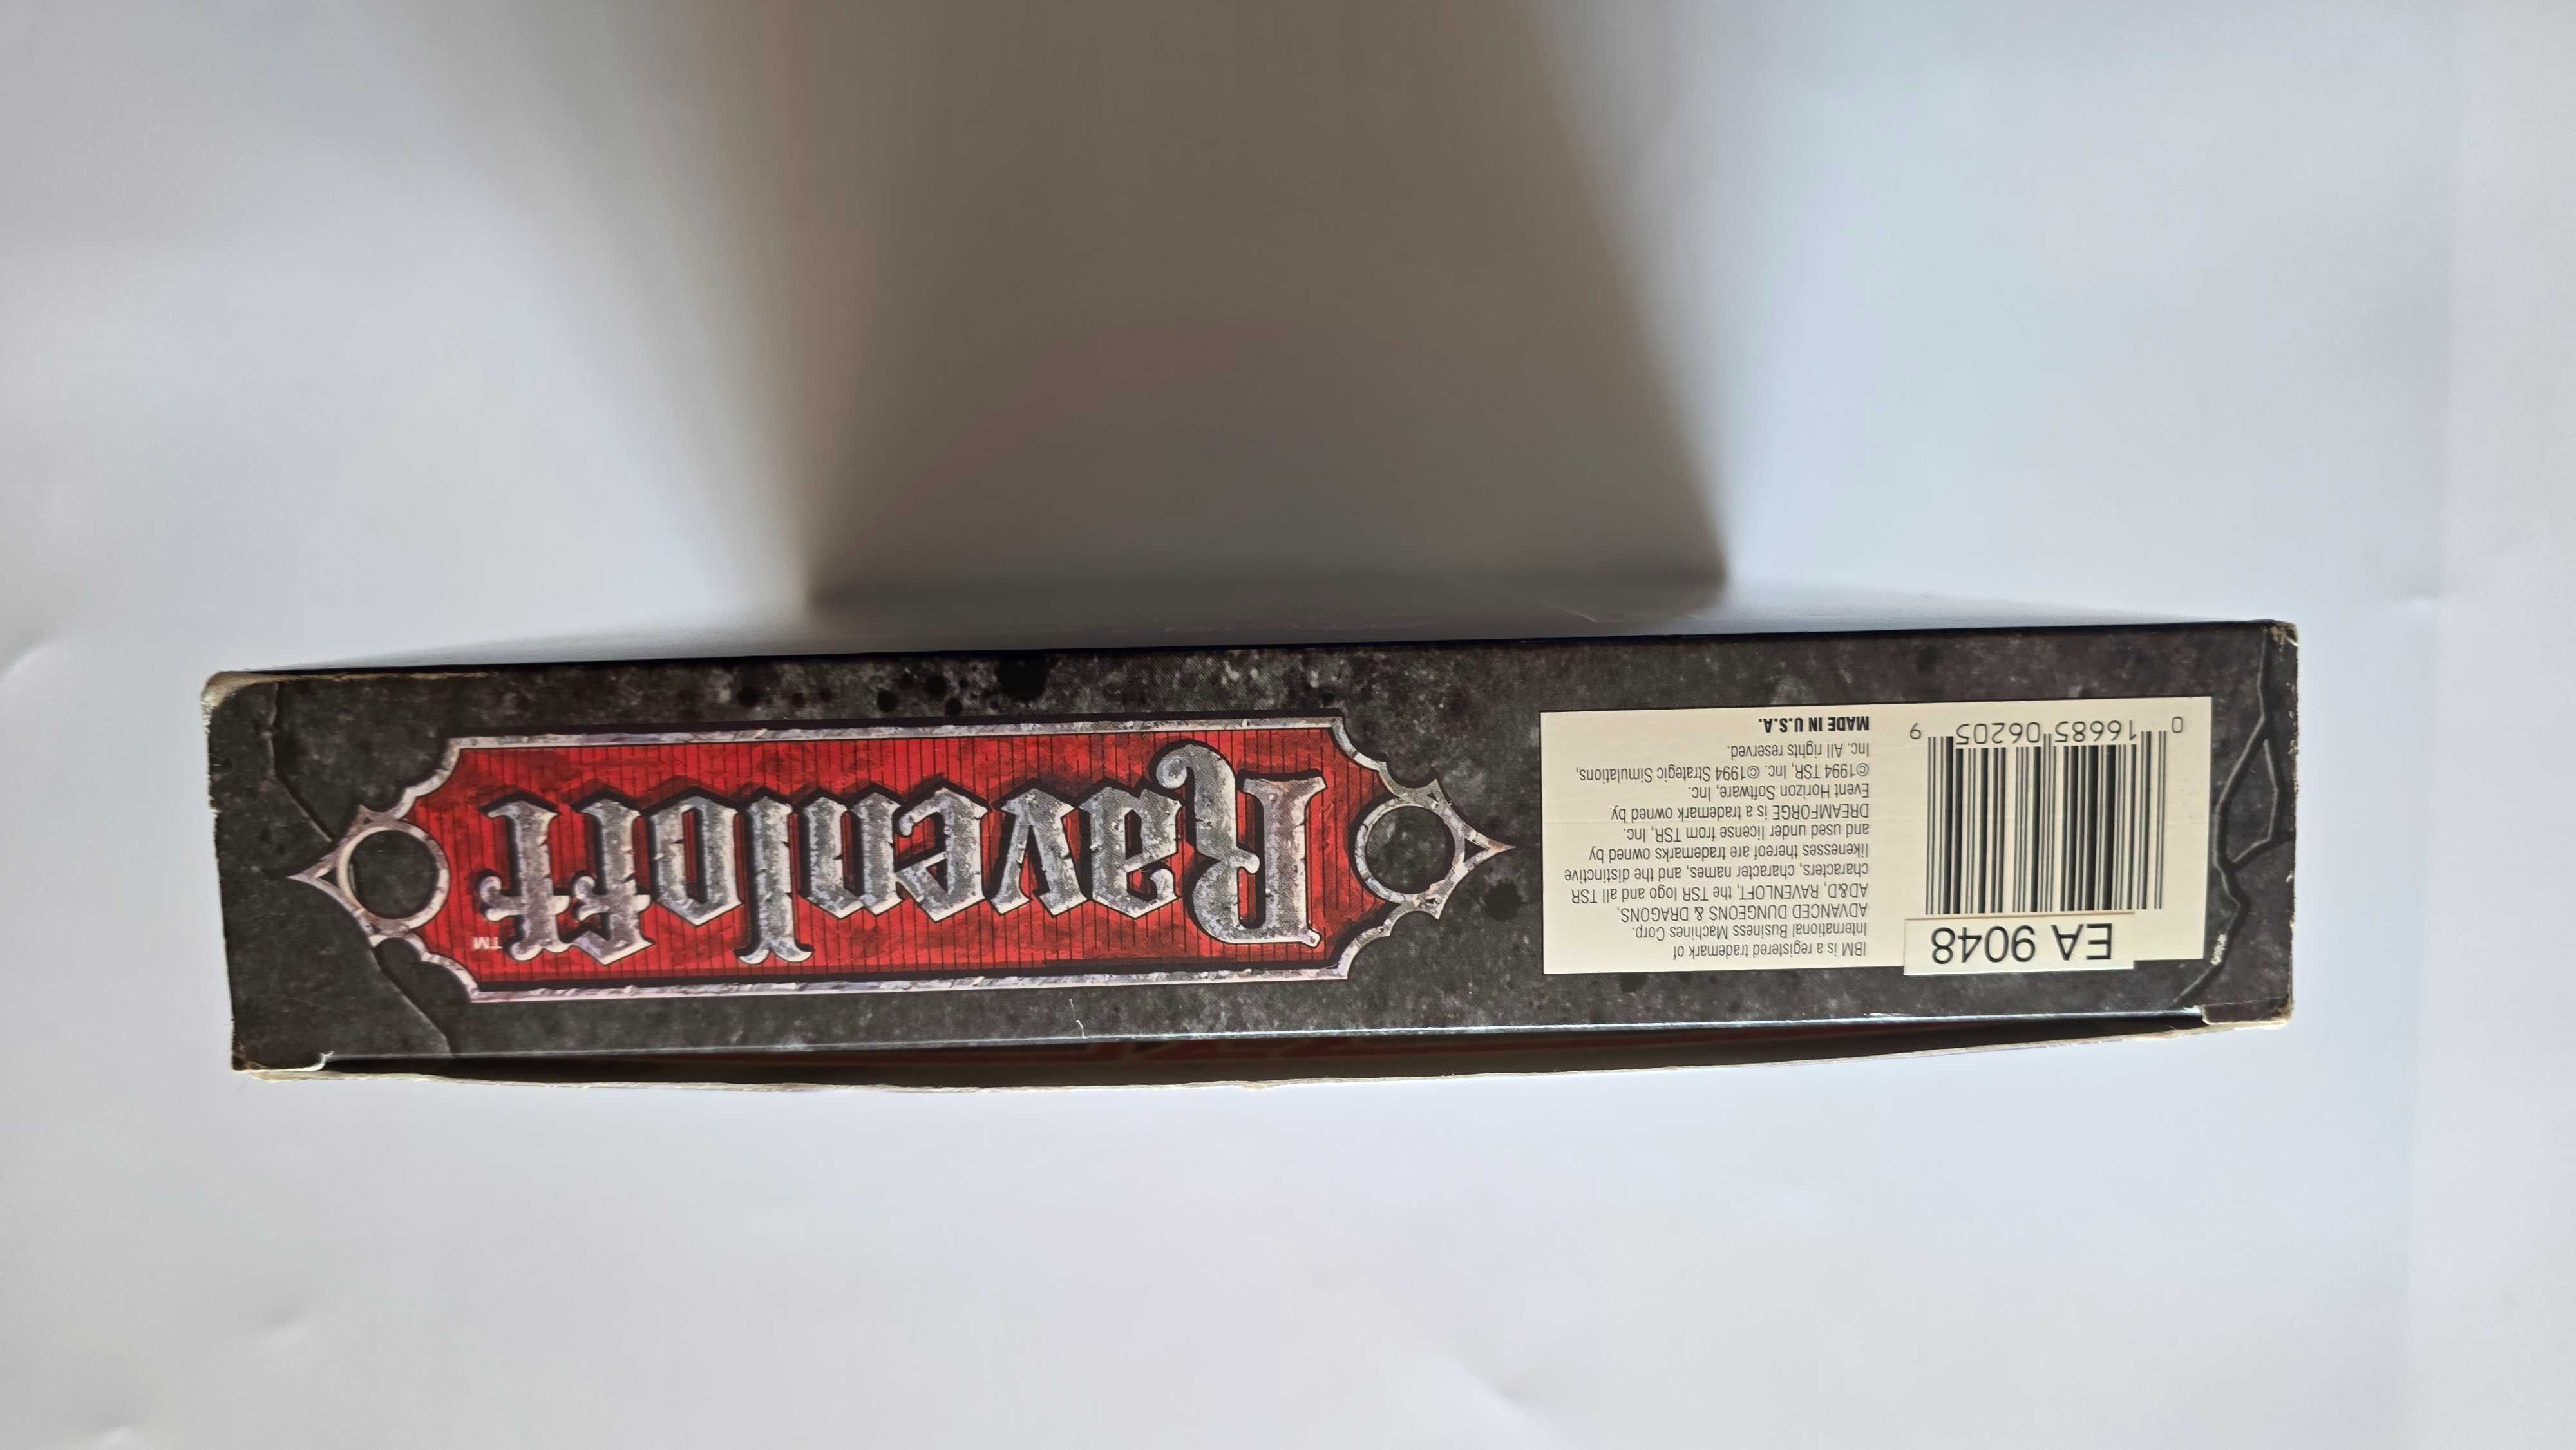 EA 9048
0 16685 06205 9
IBM is a registered trademark of
International Business Machines Corp.
ADVANCED DUNGEONS & DRAGONS,
AD&D, RAVENLOFT, the TSR logo and all TSR
characters, character names, and the distinctive
likenesses thereof are trademarks owned by
and used under license from TSR, Inc.
DREAMFORGE is a trademark owned by
Event Horizon Software, Inc.
©1994 TSR, Inc. ©1994 Strategic Simulations,
Inc. All rights reserved.
MADE IN U.S.A.
Ravenloft™